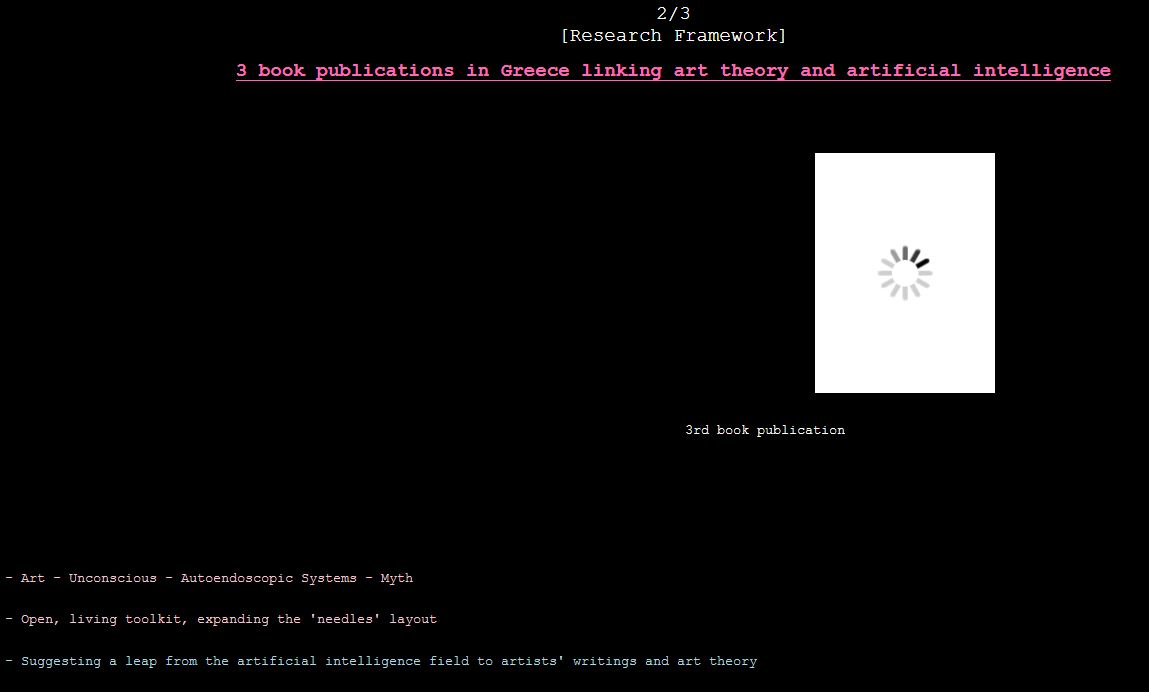 2/3
[Research Framework]
3 book publications in Greece linking art theory and artificial intelligence
3rd book publication
- Art - Unconscious - Autoendoscopic Systems - Myth
- Open, living toolkit, expanding the 'needles' layout
- Suggesting a leap from the artificial intelligence field to artists' writings and art theory